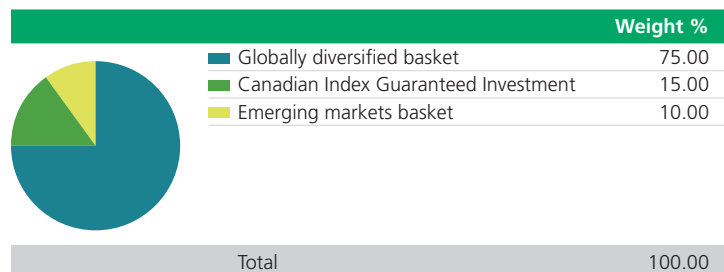 Weight %
Globally diversified basket 75.00
Canadian Index Guaranteed Investment 15.00
Emerging markets basket 10.00
Total 100.00